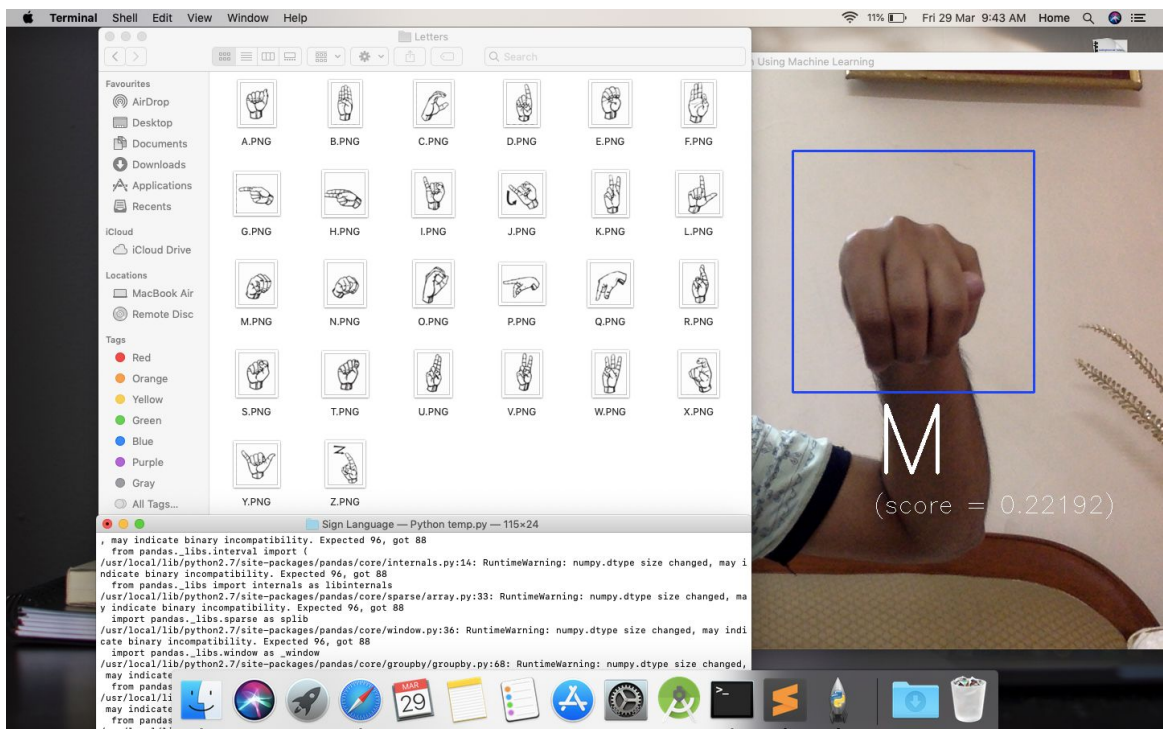 Terminal Shell Edit View Window Help
11% Fri 29 Mar 9:43 AM Home
Letters
Search
Favourites
AirDrop
Desktop
Documents
Downloads
Applications
Recents
iCloud
iCloud Drive
Locations
MacBook Air
Remote Disc
Tags
Red
Orange
Yellow
Green
Blue
Purple
Gray
All Tags...
A.PNG B.PNG C.PNG D.PNG E.PNG F.PNG
G.PNG H.PNG I.PNG J.PNG K.PNG L.PNG
M.PNG N.PNG O.PNG P.PNG Q.PNG R.PNG
S.PNG T.PNG U.PNG V.PNG W.PNG X.PNG
Z
Y.PNG Z.PNG
Using Machine Learning
M
(score = 0.22192)
Sign Language — Python temp.py — 115×24
, may indicate binary incompatibility. Expected 96, got 88
from pandas._libs.interval import (
/usr/local/lib/python2.7/site-packages/pandas/core/internals.py:14: RuntimeWarning: numpy.dtype size changed, may i
ndicate binary incompatibility. Expected 96, got 88
from pandas._libs import internals as libinternals
/usr/local/lib/python2.7/site-packages/pandas/core/sparse/array.py:33: RuntimeWarning: numpy.dtype size changed, ma
y indicate binary incompatibility. Expected 96, got 88
import pandas._libs.sparse as splib
/usr/local/lib/python2.7/site-packages/pandas/core/window.py:36: RuntimeWarning: numpy.dtype size changed, may indi
cate binary incompatibility. Expected 96, got 88
import pandas._libs.window as _window
/usr/local/lib/python2.7/site-packages/pandas/core/groupby/groupby.py:68: RuntimeWarning: numpy.dtype size changed,
may indicate
from pandas
/usr/local/li
may indicate
from pandas
MAR
29